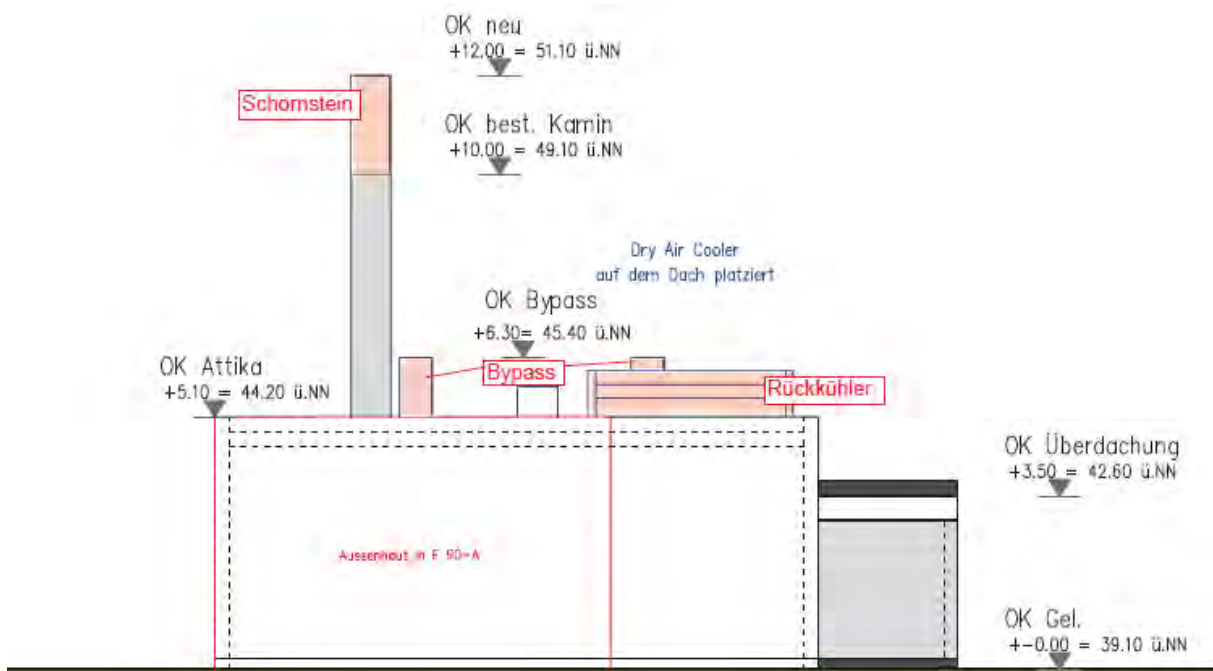 OK neu
+12.00 = 51.10 ü.NN
Schornstein
OK best. Kamin
+10.00 = 49.10 ü.NN
Dry Air Cooler
auf dem Dach platziert
OK Bypass
+6.30= 45.40 ü.NN
OK Attika
+5.10 = 44.20 ü.NN
Bypass
Rückkühler
OK Überdachung
+3.50 = 42.60 ü.NN
Aussenhaut in F 90-A
OK Gel.
+-0.00 = 39.10 ü.NN